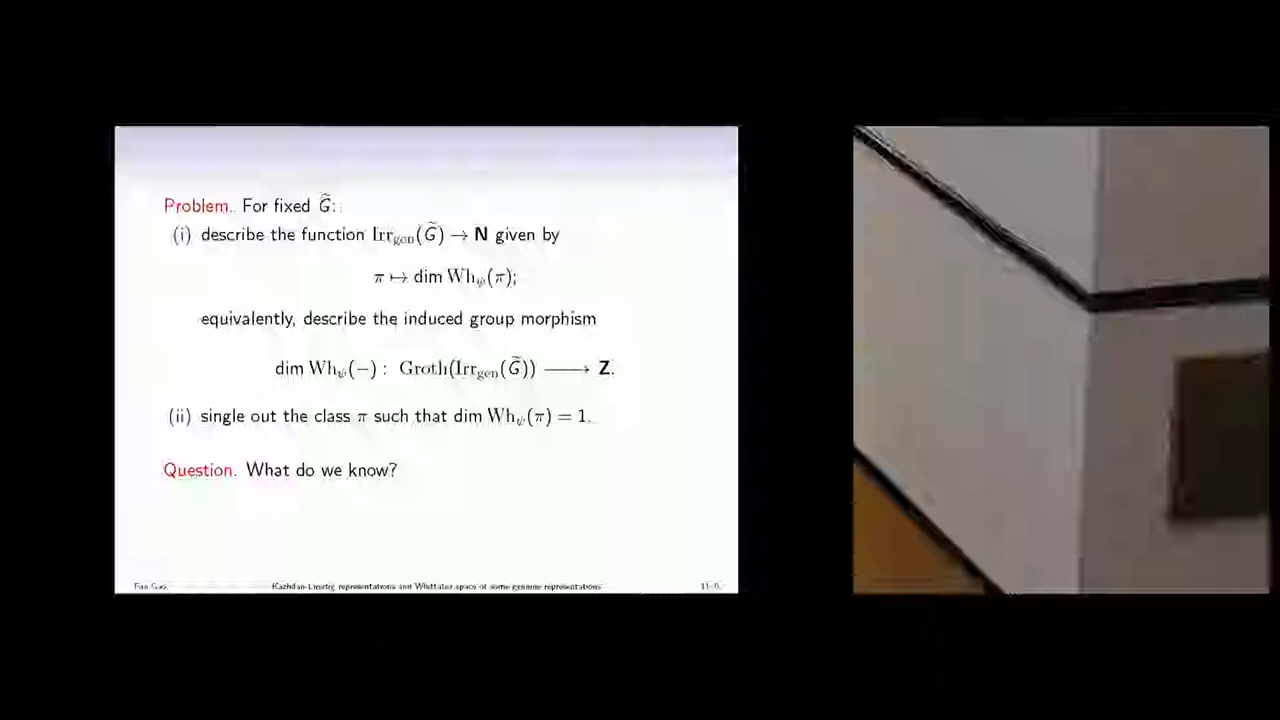 Problem. For fixed G̃:
(i) describe the function Irr_gen(G̃) → N given by
π ↦ dim Wh_ψ(π);
equivalently, describe the induced group morphism
dim Wh_ψ(−) : Groth(Irr_gen(G̃)) ⟶ Z.
(ii) single out the class π such that dim Wh_ψ(π) = 1.
Question. What do we know?
Fan Gao
Kazhdan-Lusztig representations and Whittaker space of some genuine representations